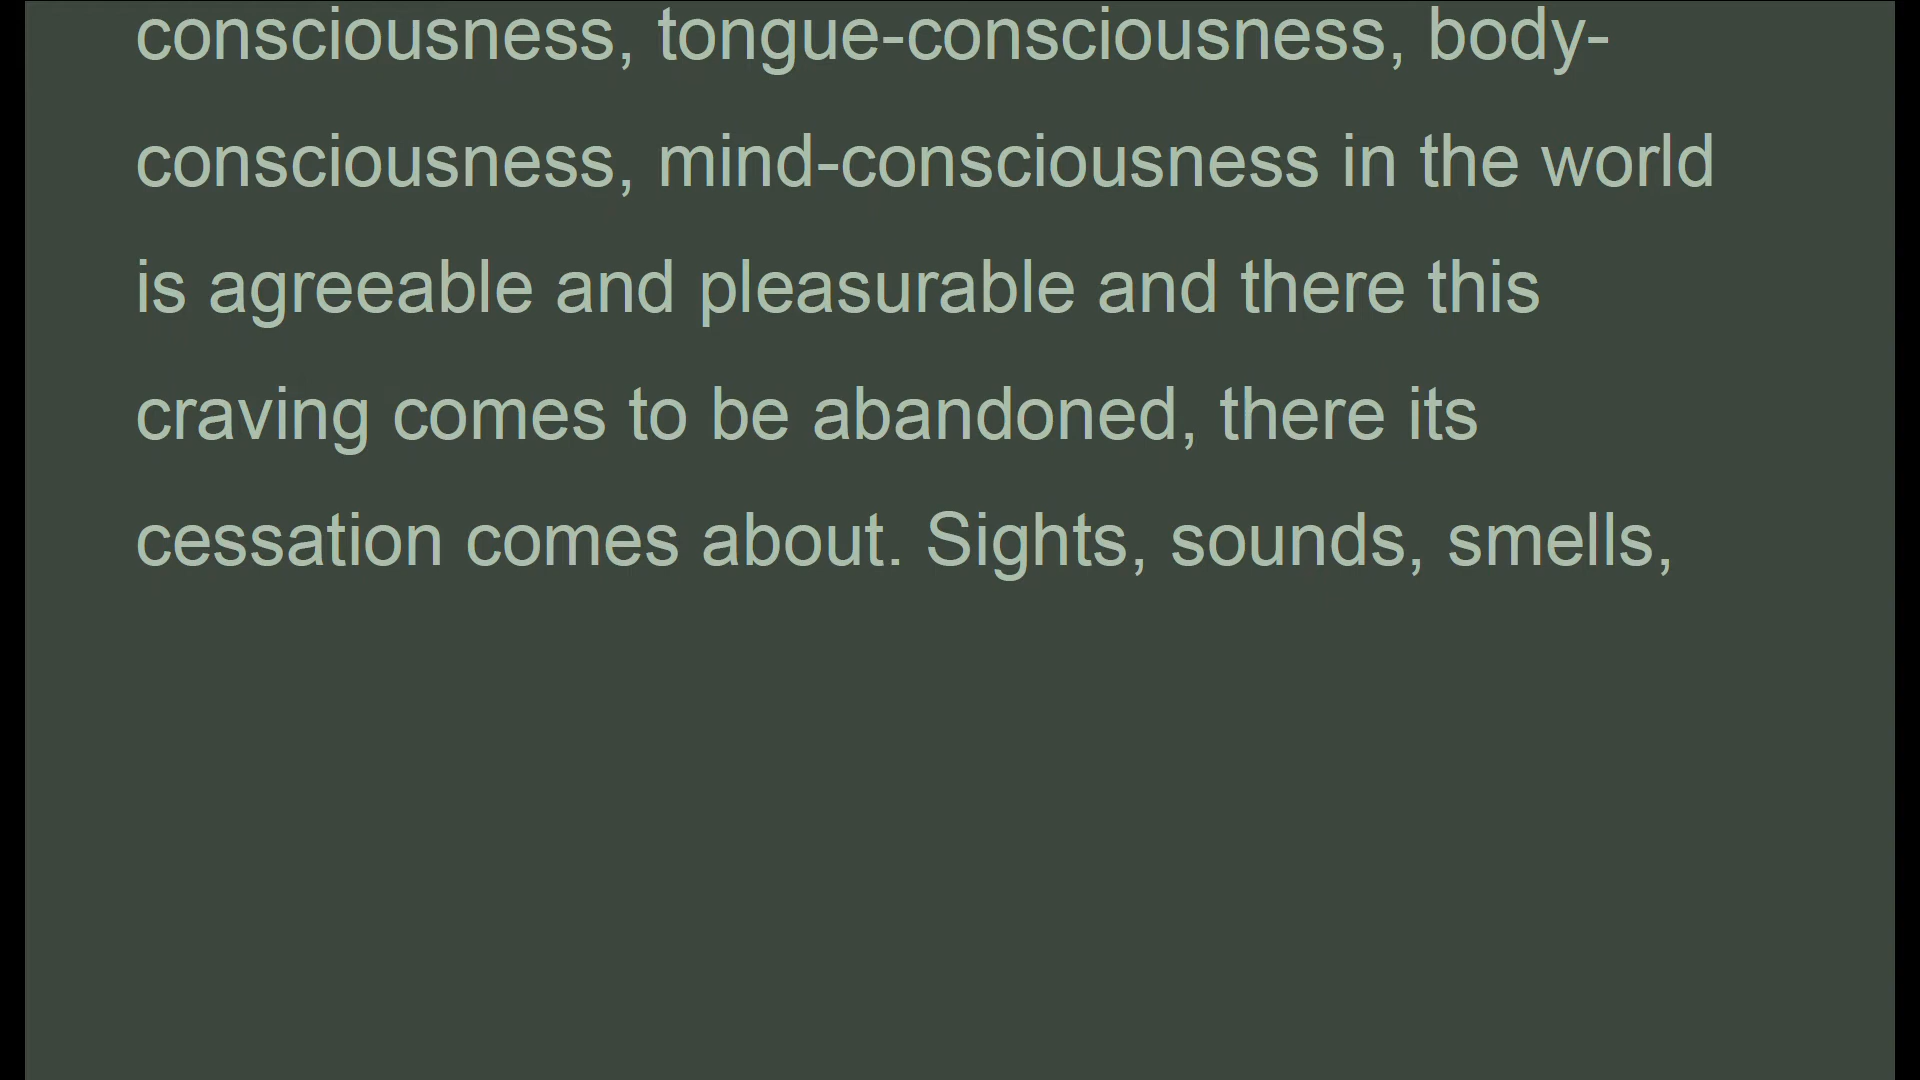 consciousness, tongue-consciousness, body-
consciousness, mind-consciousness in the world
is agreeable and pleasurable and there this
craving comes to be abandoned, there its
cessation comes about. Sights, sounds, smells,